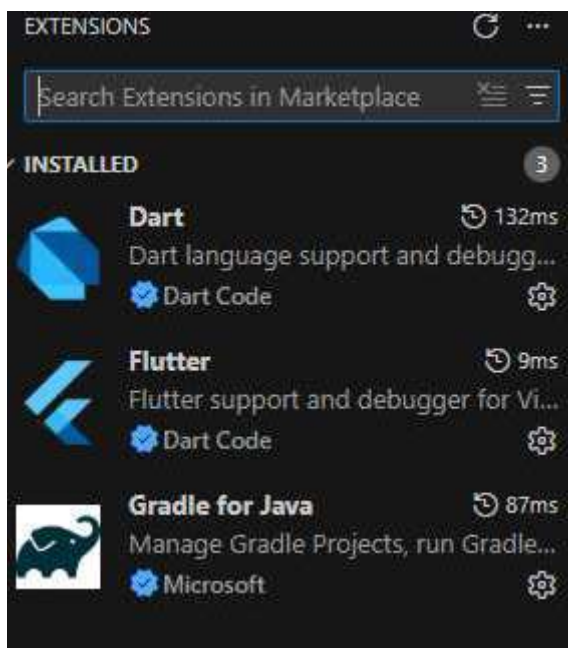 EXTENSIONS
Search Extensions in Marketplace
INSTALLED 3
Dart 132ms
Dart language support and debugg...
Dart Code
Flutter 9ms
Flutter support and debugger for Vi...
Dart Code
Gradle for Java 87ms
Manage Gradle Projects, run Gradle...
Microsoft